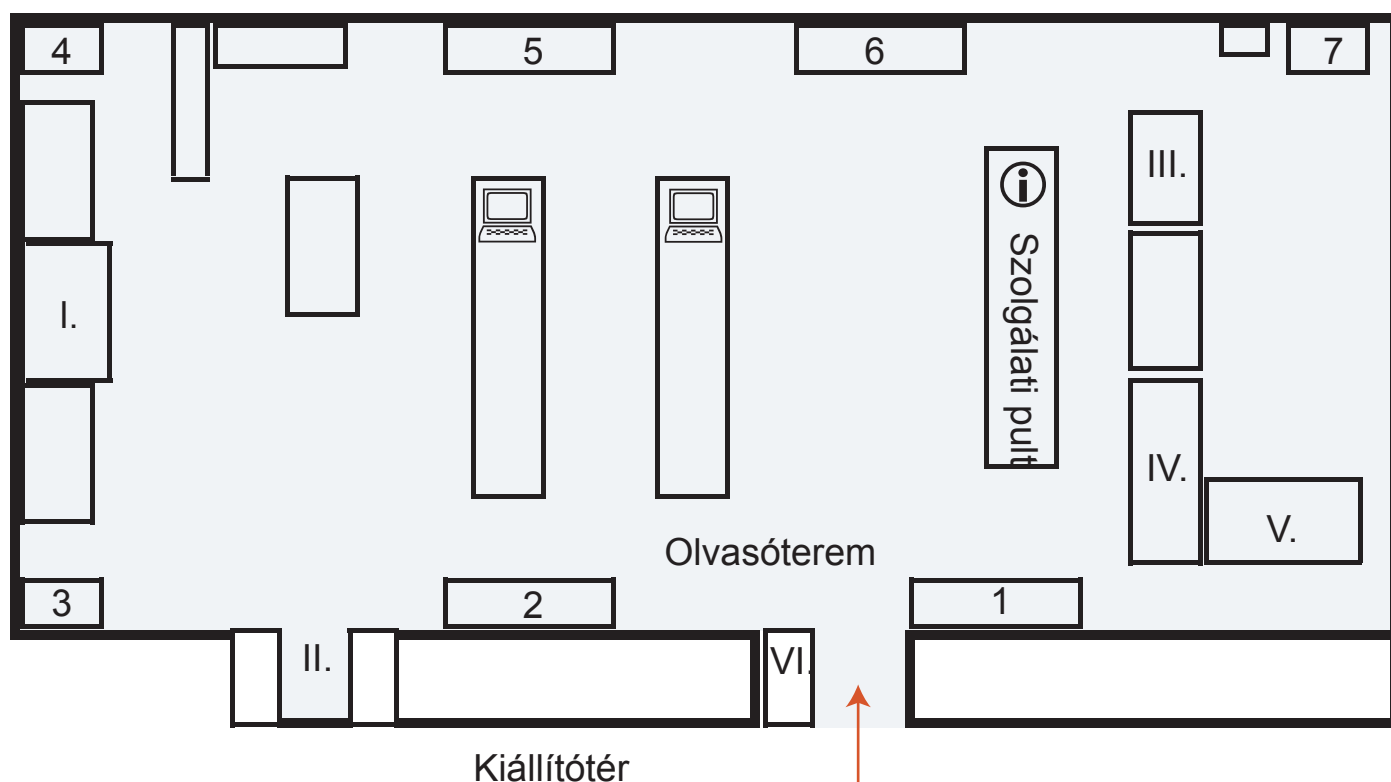 4
5
6
7
III.
i
Szolgálati pult
I.
IV.
V.
Olvasóterem
3
2
1
II.
VI.
Kiállítótér